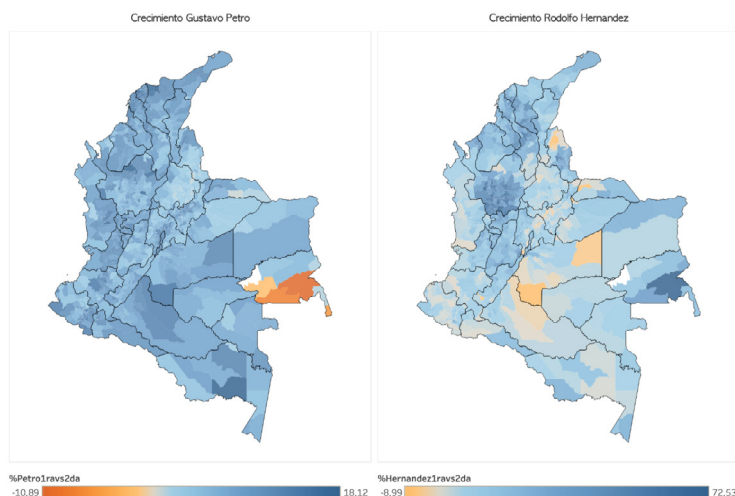 Crecimiento Gustavo Petro
Crecimiento Rodolfo Hernandez
%Petro1ravs2da
-10.89 18.12
%Hernandez1ravs2da
-8.99 72.53